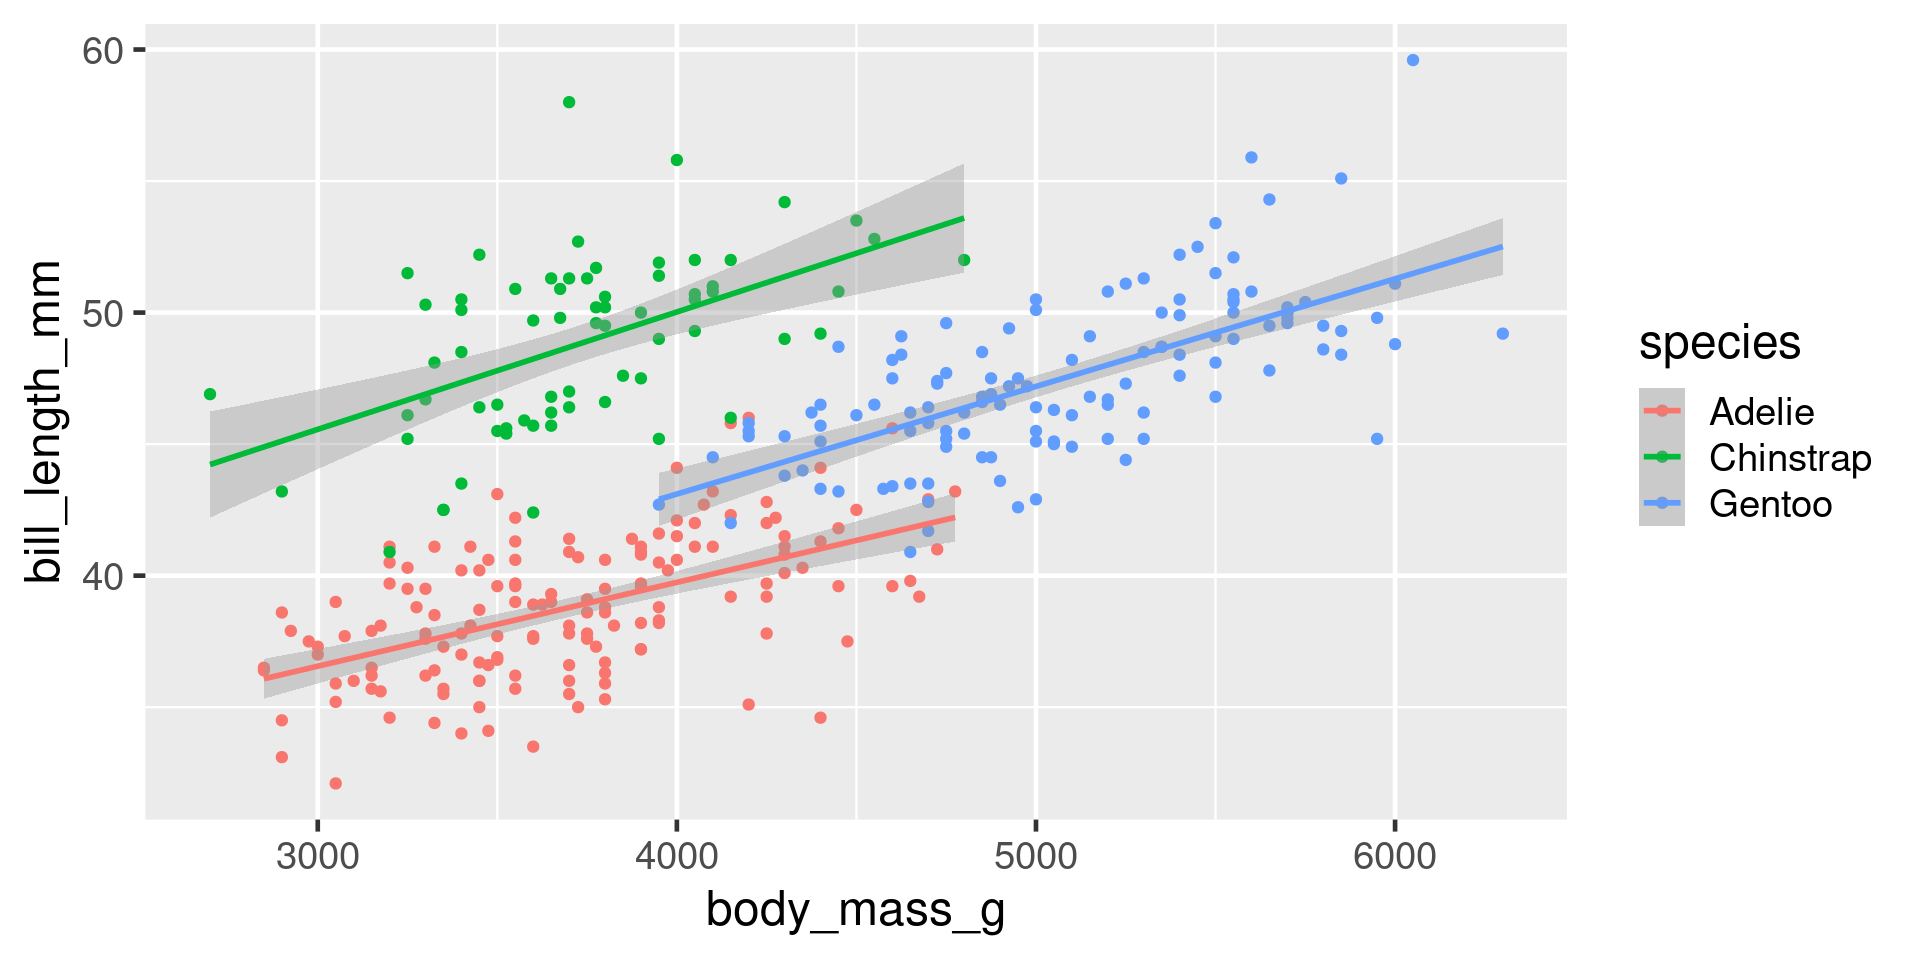 60
50
40
bill_length_mm
3000 4000 5000 6000
body_mass_g
species
Adelie
Chinstrap
Gentoo